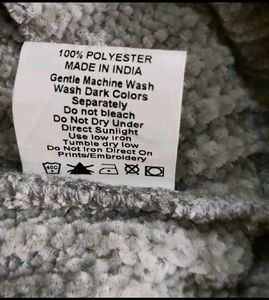 100% POLYESTER
MADE IN INDIA
Gentle Machine Wash
Wash Dark Colors
Separately
Do not bleach
Do Not Dry Under
Direct Sunlight
Use low iron
Tumble dry low
Do Not Iron Direct On
Prints/Embroidery